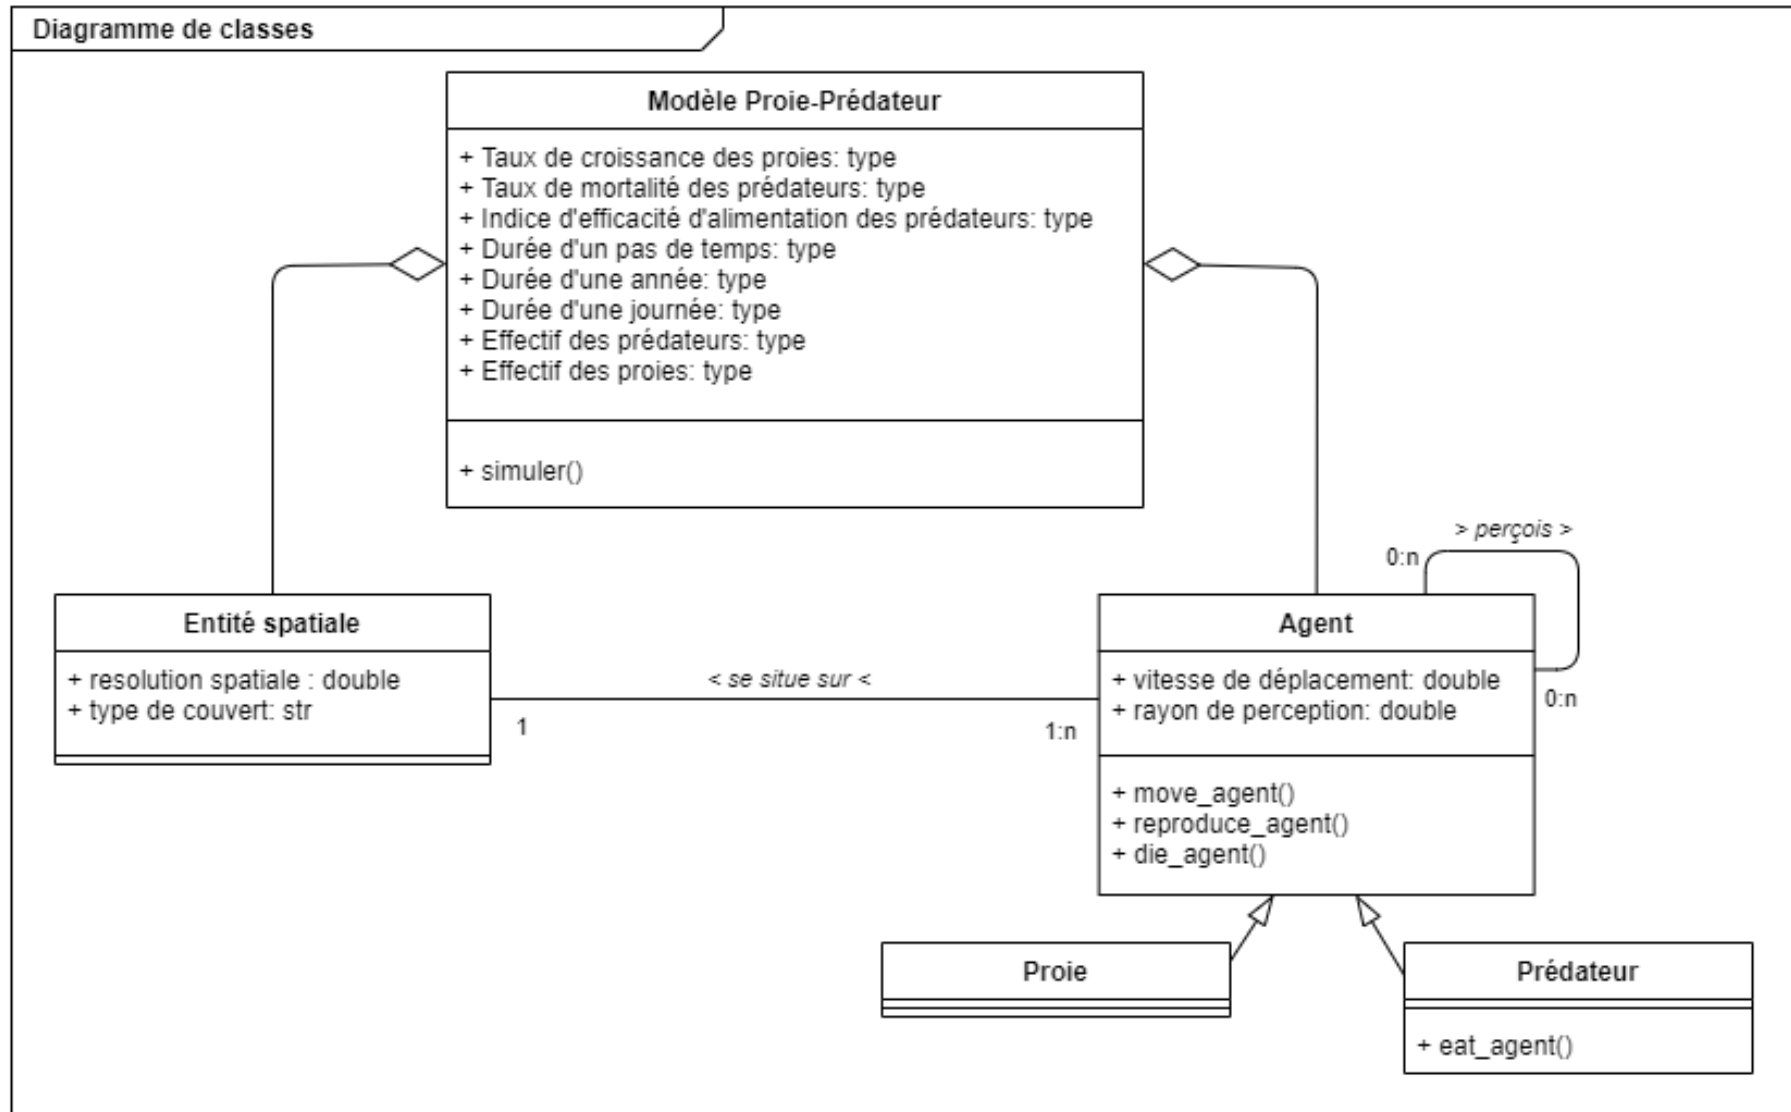 Diagramme de classes
Modèle Proie-Prédateur
+ Taux de croissance des proies: type
+ Taux de mortalité des prédateurs: type
+ Indice d'efficacité d'alimentation des prédateurs: type
+ Durée d'un pas de temps: type
+ Durée d'une année: type
+ Durée d'une journée: type
+ Effectif des prédateurs: type
+ Effectif des proies: type
+ simuler()
> perçois >
0:n
0:n
Entité spatiale
+ resolution spatiale : double
+ type de couvert: str
< se situe sur <
1
1:n
Agent
+ vitesse de déplacement: double
+ rayon de perception: double
+ move_agent()
+ reproduce_agent()
+ die_agent()
Proie
Prédateur
+ eat_agent()